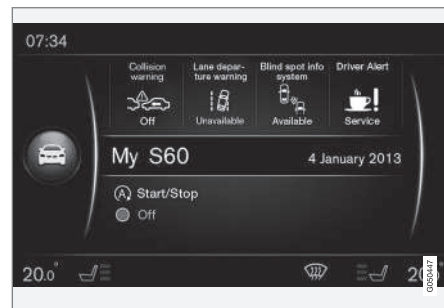 07:34
Collision warning
Off
Lane depar-
ture warning
Unavailable
Blind spot info
system
Available
Driver Alert
Service
My S60
4 January 2013
Start/Stop
Off
20.0°
G050447